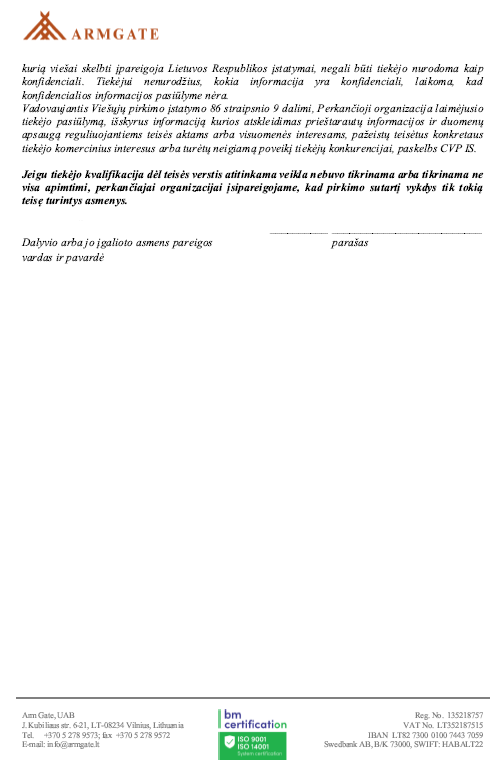 ARMGATE
kurią viešai skelbti įpareigoja Lietuvos Respublikos įstatymai, negali būti tiekėjo nurodoma kaip
konfidenciali. Tiekėjui nenurodžius, kokia informacija yra konfidenciali, laikoma, kad
konfidencialios informacijos pasiūlyme nėra.
Vadovaujantis Viešųjų pirkimo įstatymo 86 straipsnio 9 dalimi, Perkančioji organizacija laimėjusio
tiekėjo pasiūlymą, išskyrus informaciją kurios atskleidimas prieštarautų informacijos ir duomenų
apsaugą reguliuojantiems teisės aktams arba visuomenės interesams, pažeistų teisėtus konkretaus
tiekėjo komercinius interesus arba turėtų neigiamą poveikį tiekėjų konkurencijai, paskelbs CVP IS.
Jeigu tiekėjo kvalifikacija dėl teisės verstis atitinkama veikla nebuvo tikrinama arba tikrinama ne
visa apimtimi, perkančiajai organizacijai įsipareigojame, kad pirkimo sutartį vykdys tik tokią
teisę turintys asmenys.
Dalyvio arba jo įgalioto asmens pareigos parašas
vardas ir pavardė
Arm Gate, UAB
J. Kubiliaus str. 6-21, LT-08234 Vilnius, Lithuania
Tel. +370 5 278 9573; fax +370 5 278 9572
E-mail: info@armgate.lt
bm
certification
ISO 9001
ISO 14001
System certification
Reg. No. 135218757
VAT No. LT352187515
IBAN LT82 7300 0100 7443 7059
Swedbank AB, B/K 73000, SWIFT: HABALT22